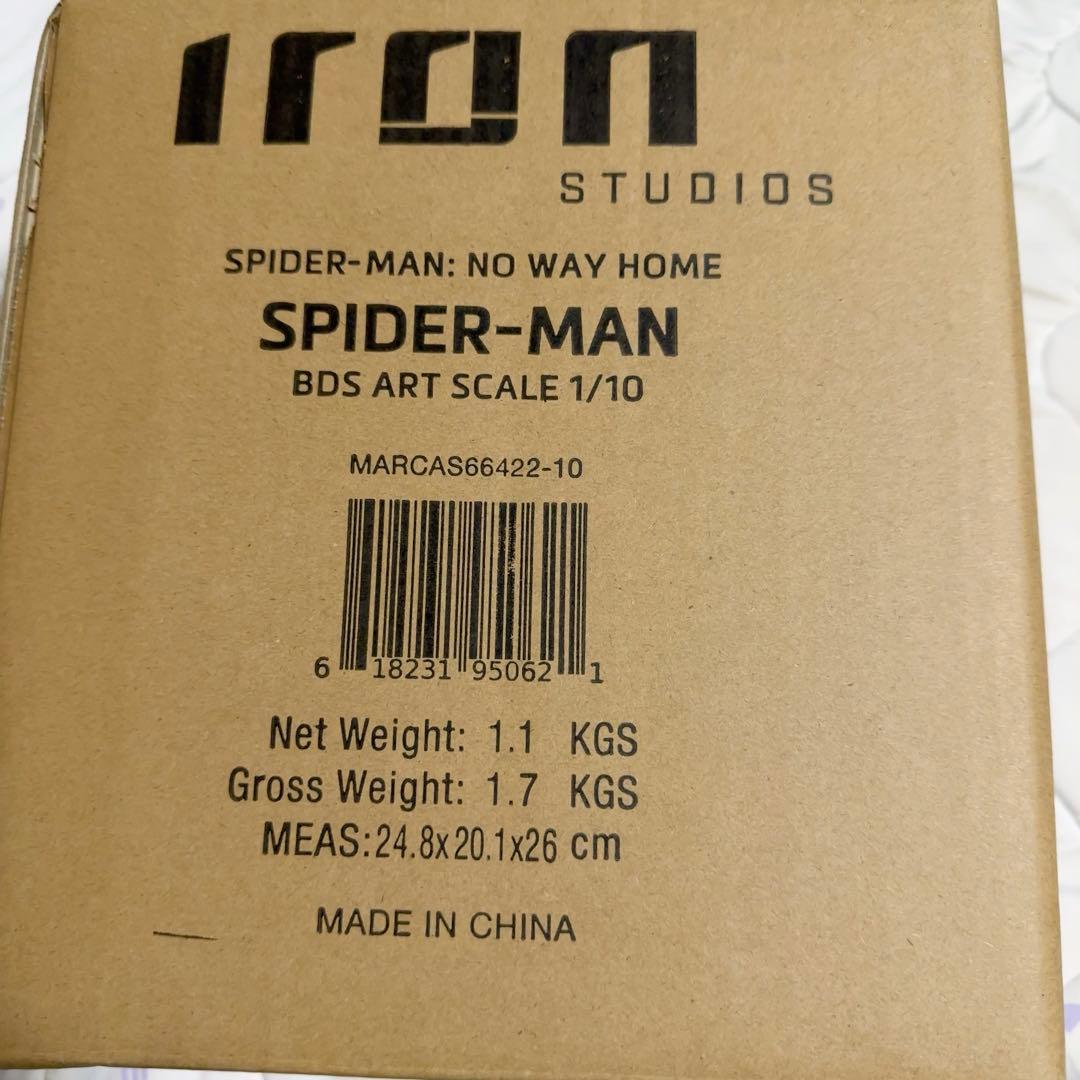 iron
STUDIOS
SPIDER-MAN: NO WAY HOME
SPIDER-MAN
BDS ART SCALE 1/10
MARCAS66422-10
6 18231 95062 1
Net Weight: 1.1 KGS
Gross Weight: 1.7 KGS
MEAS:24.8x20.1x26 cm
MADE IN CHINA